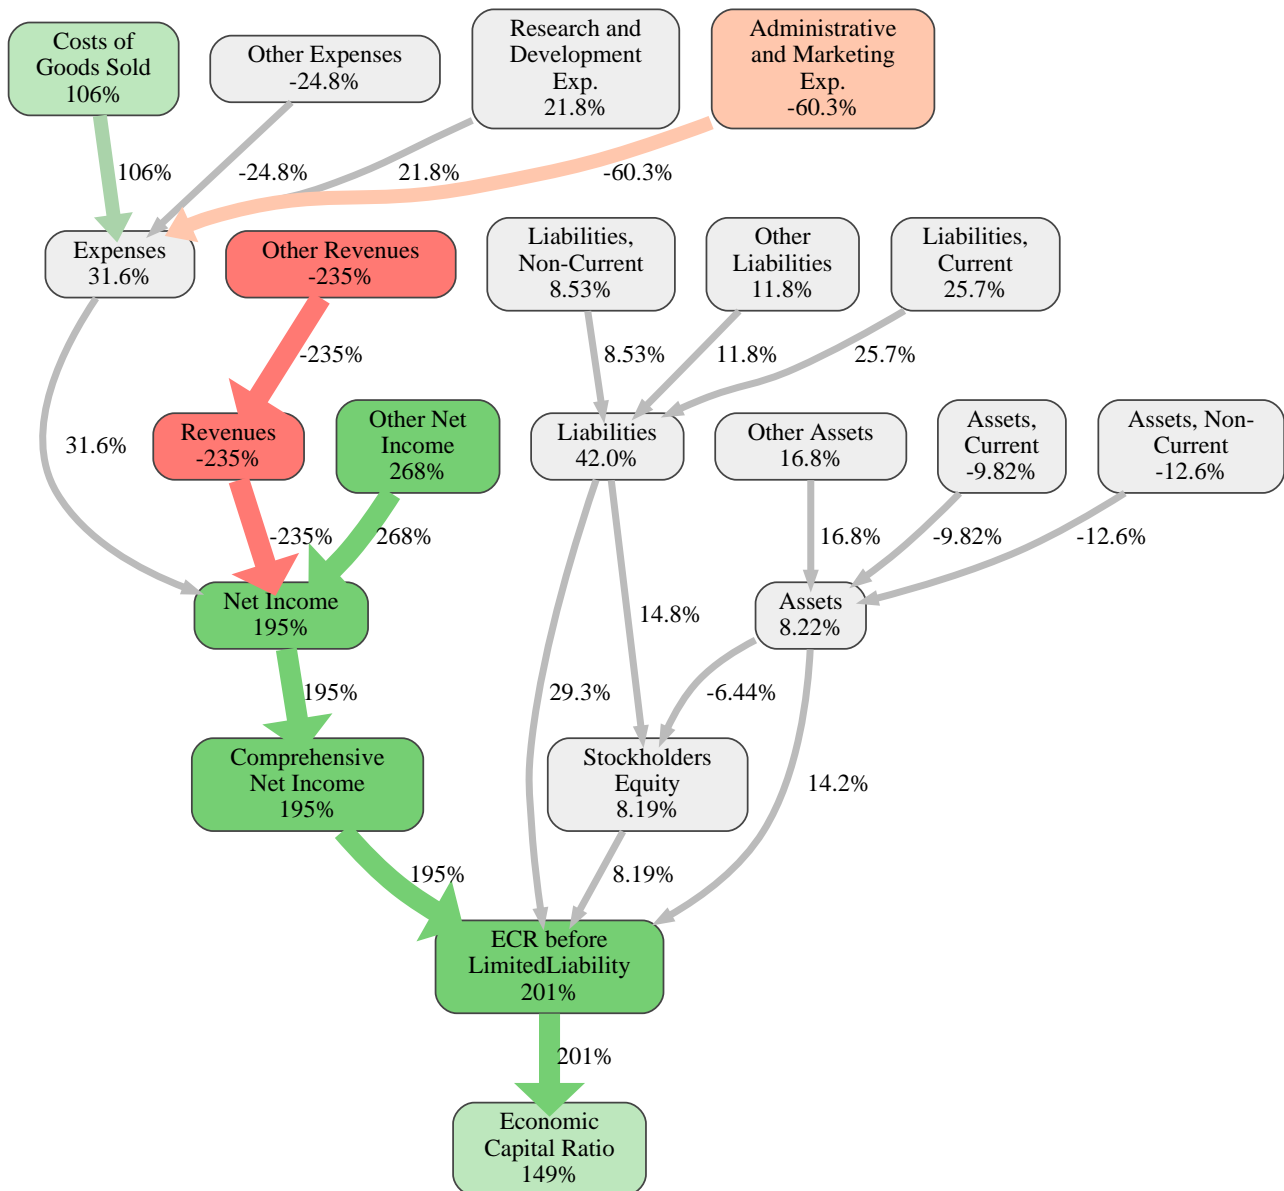 Costs of
Goods Sold
106%
Other Expenses
-24.8%
Research and
Development
Exp.
21.8%
Administrative
and Marketing
Exp.
-60.3%
106%
-24.8%
21.8%
-60.3%
Expenses
31.6%
Other Revenues
-235%
Liabilities,
Non-Current
8.53%
Other
Liabilities
11.8%
Liabilities,
Current
25.7%
-235%
8.53%
11.8%
25.7%
31.6%
Revenues
-235%
Other Net
Income
268%
Liabilities
42.0%
Other Assets
16.8%
Assets,
Current
-9.82%
Assets, Non-
Current
-12.6%
-235%
268%
16.8%
-9.82%
-12.6%
Net Income
195%
14.8%
Assets
8.22%
195%
29.3%
-6.44%
Comprehensive
Net Income
195%
Stockholders
Equity
8.19%
14.2%
195%
8.19%
ECR before
LimitedLiability
201%
201%
Economic
Capital Ratio
149%